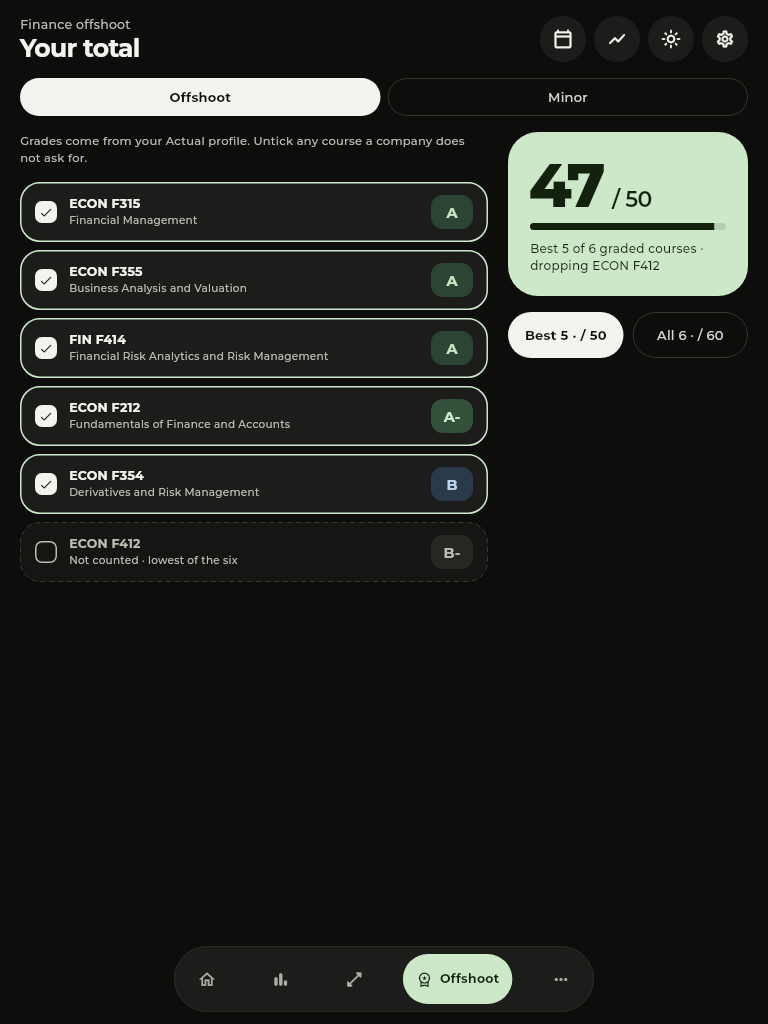 Finance offshoot
Your total
Offshoot
Minor
Grades come from your Actual profile. Untick any course a company does
not ask for.
ECON F315
Financial Management
A
ECON F355
Business Analysis and Valuation
A
FIN F414
Financial Risk Analytics and Risk Management
A
ECON F212
Fundamentals of Finance and Accounts
A-
ECON F354
Derivatives and Risk Management
B
ECON F412
Not counted · lowest of the six
B-
47 / 50
Best 5 of 6 graded courses ·
dropping ECON F412
Best 5 · / 50
All 6 · / 60
Offshoot